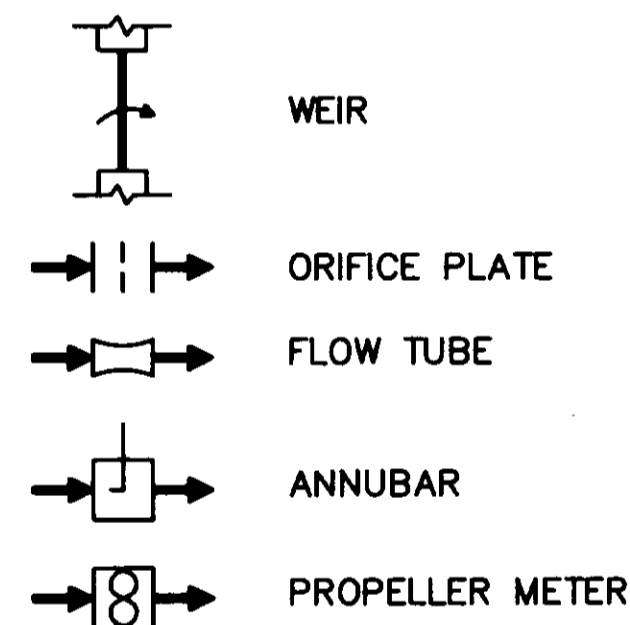 WEIR
ORIFICE PLATE
FLOW TUBE
ANNUBAR
PROPELLER METER